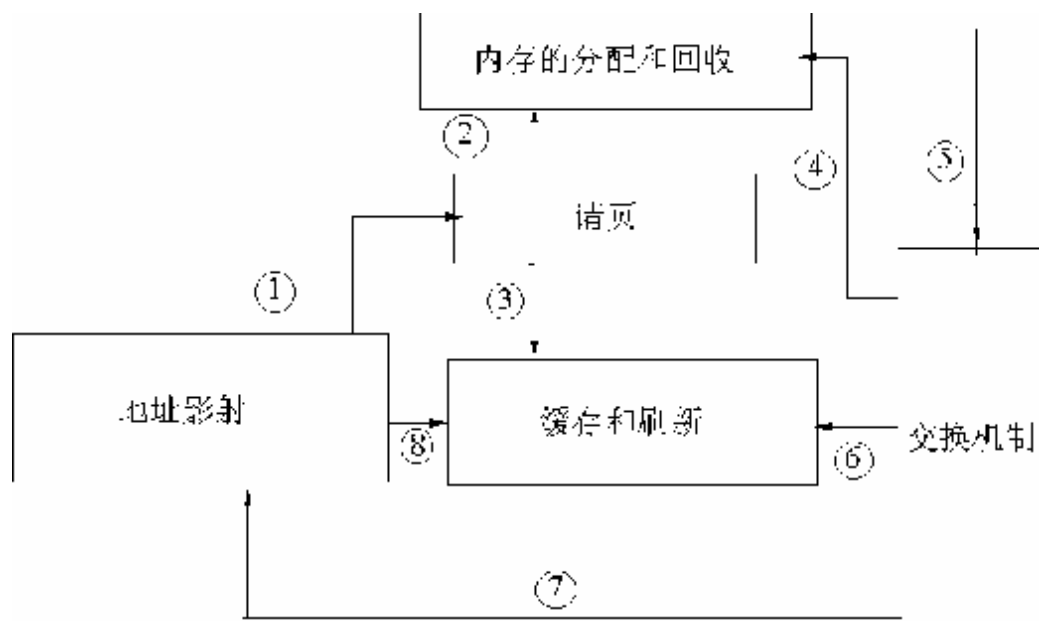 内存的分配和回收
②
④
⑤
请页
①
③
地址影射
缓存和刷新
⑧
⑥
交换机制
⑦